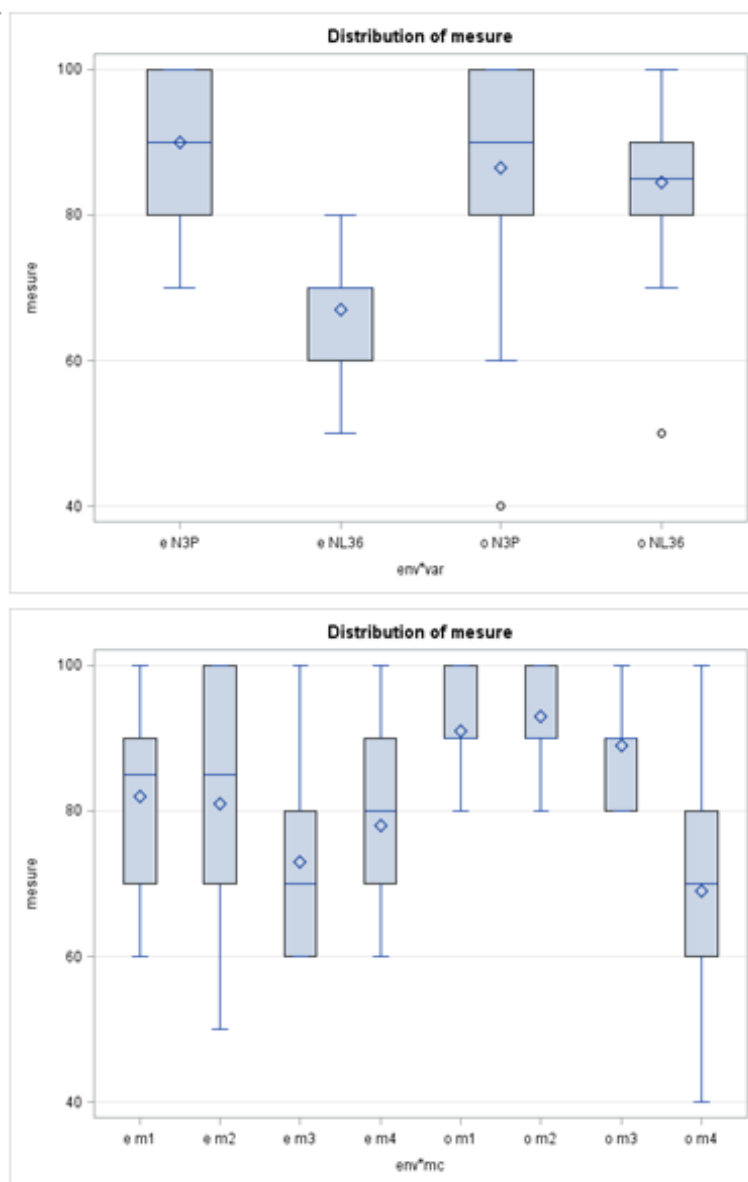 Distribution of mesure
100
80
60
40
mesure
e N3P e NL36 o N3P o NL36
env*var
Distribution of mesure
100
80
60
40
mesure
e m1 e m2 e m3 e m4 o m1 o m2 o m3 o m4
env*mc